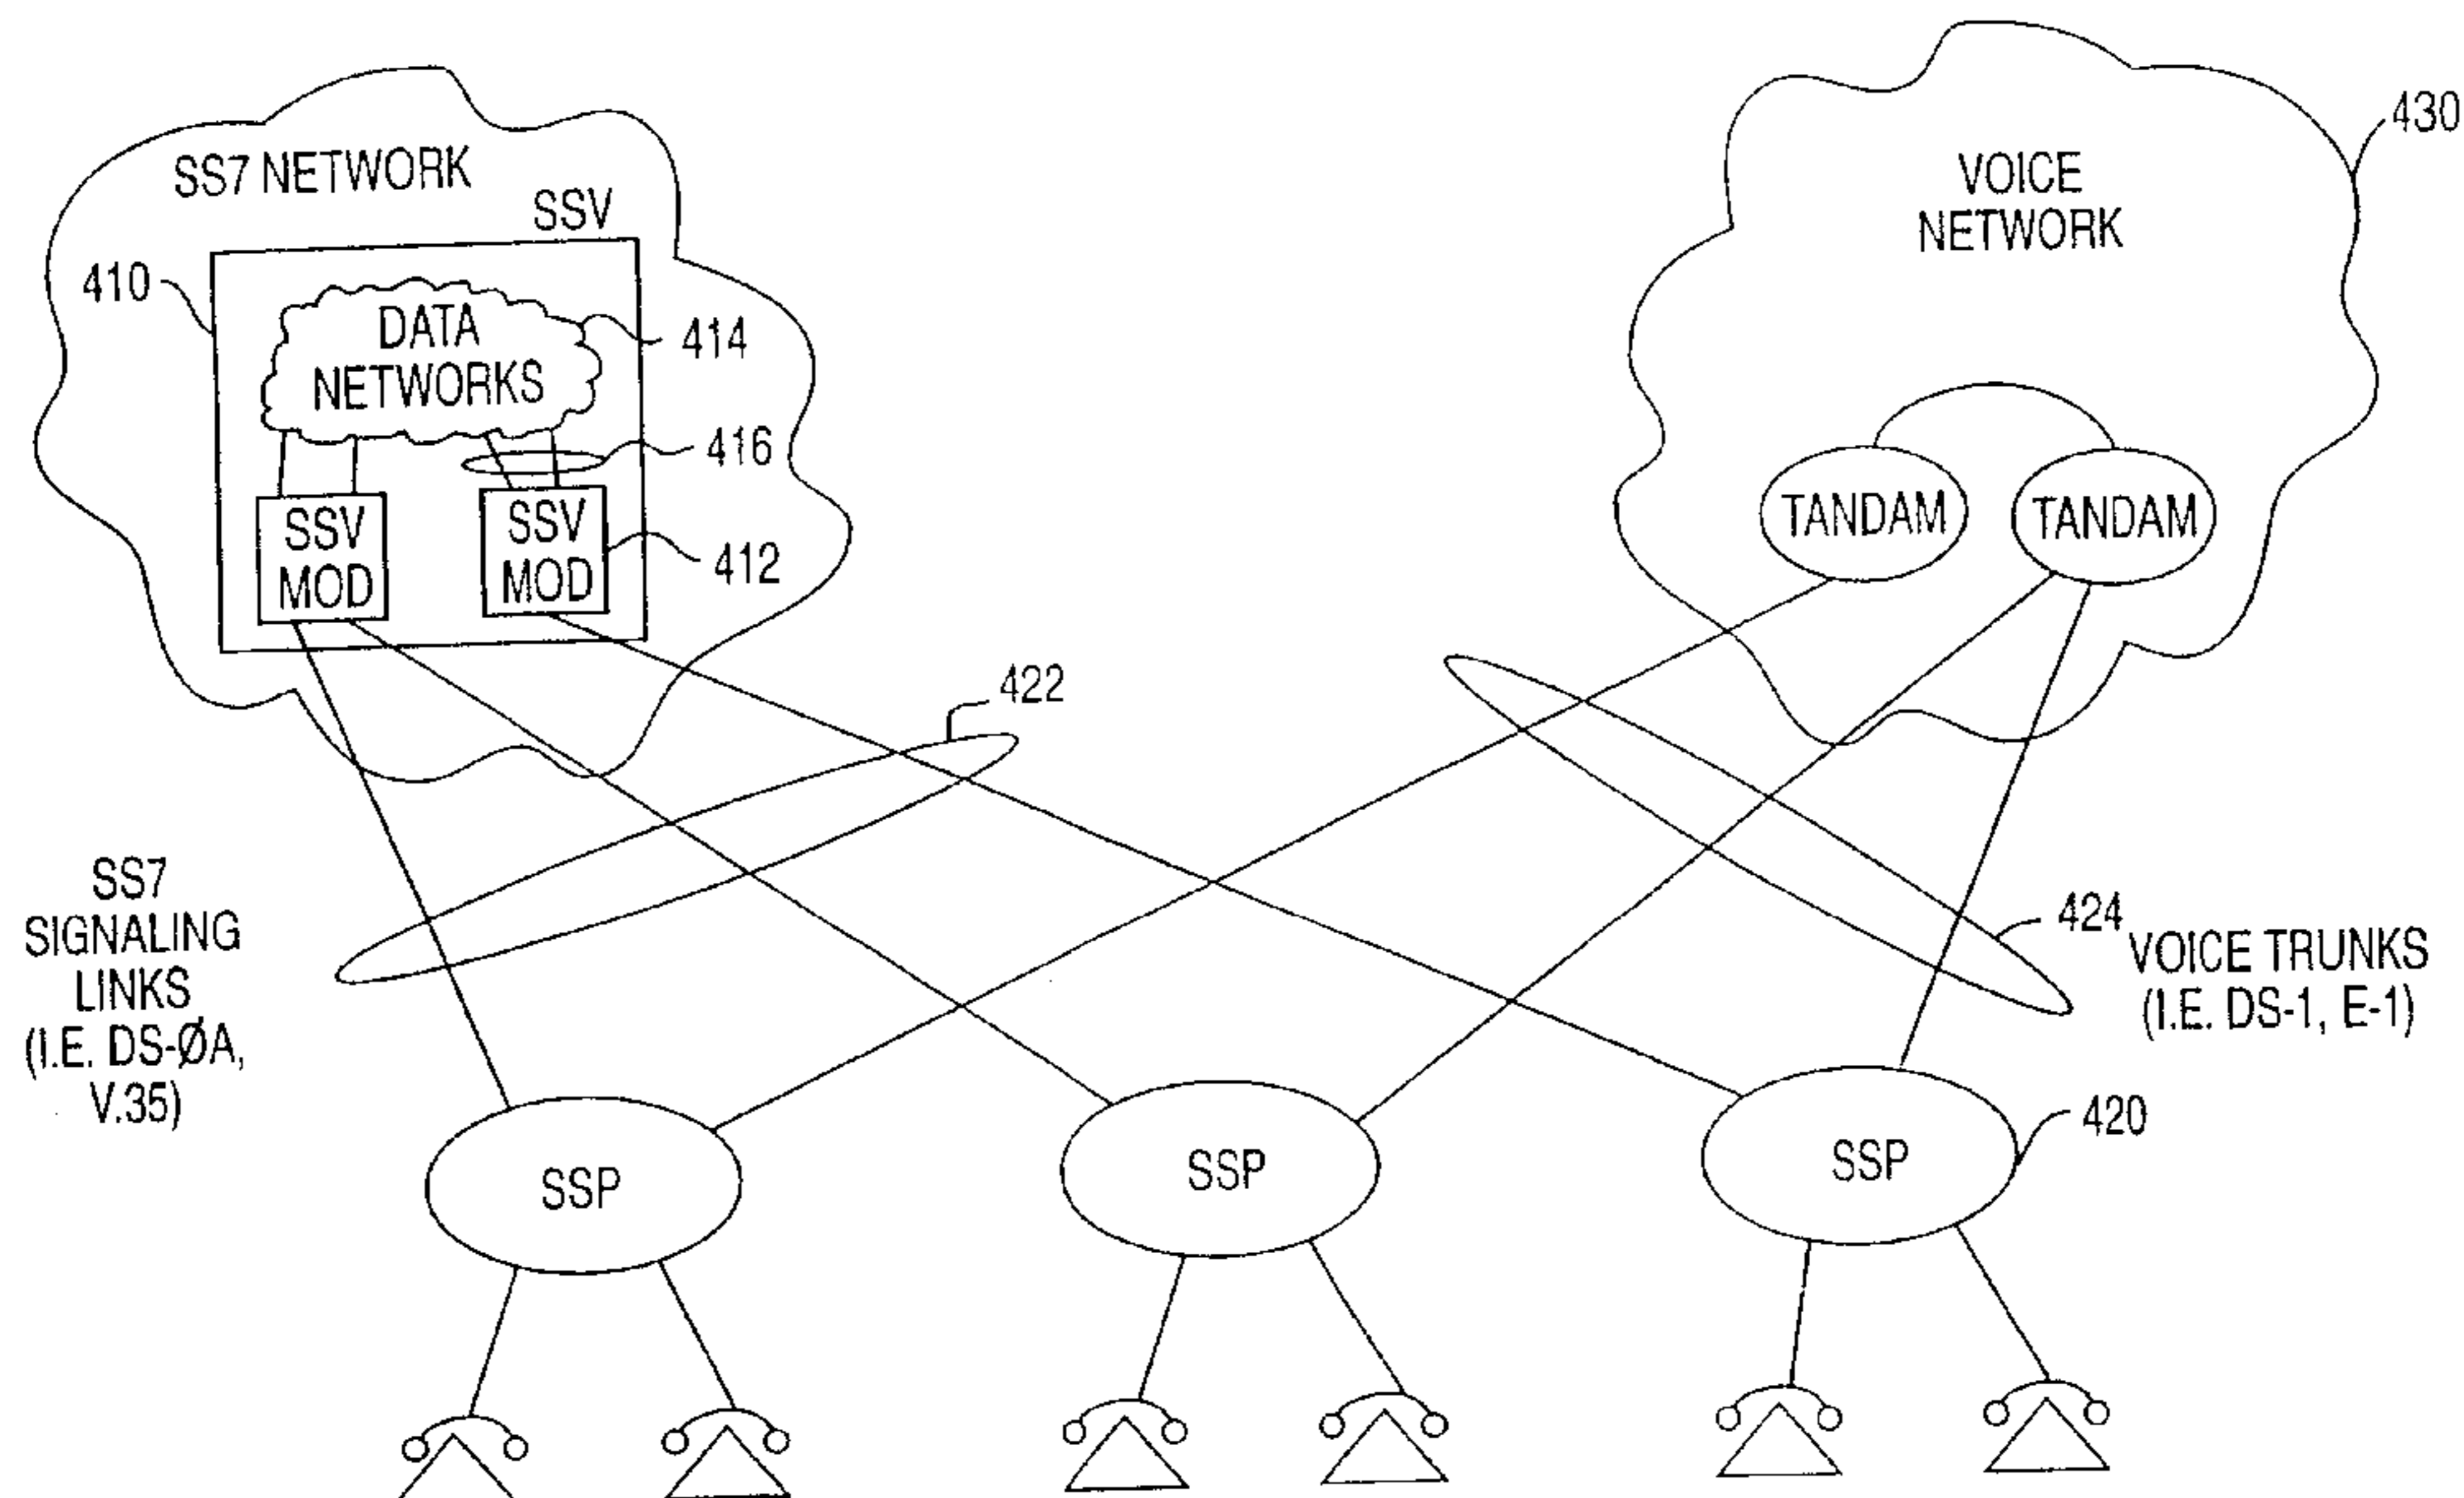 SS7 NETWORK
SSV
410
DATA
NETWORKS
414
416
SSV
MOD
SSV
MOD
412
VOICE
NETWORK
430
TANDAM
TANDAM
422
SS7
SIGNALING
LINKS
(I.E. DS-ØA,
V.35)
424
VOICE TRUNKS
(I.E. DS-1, E-1)
SSP
SSP
SSP
420